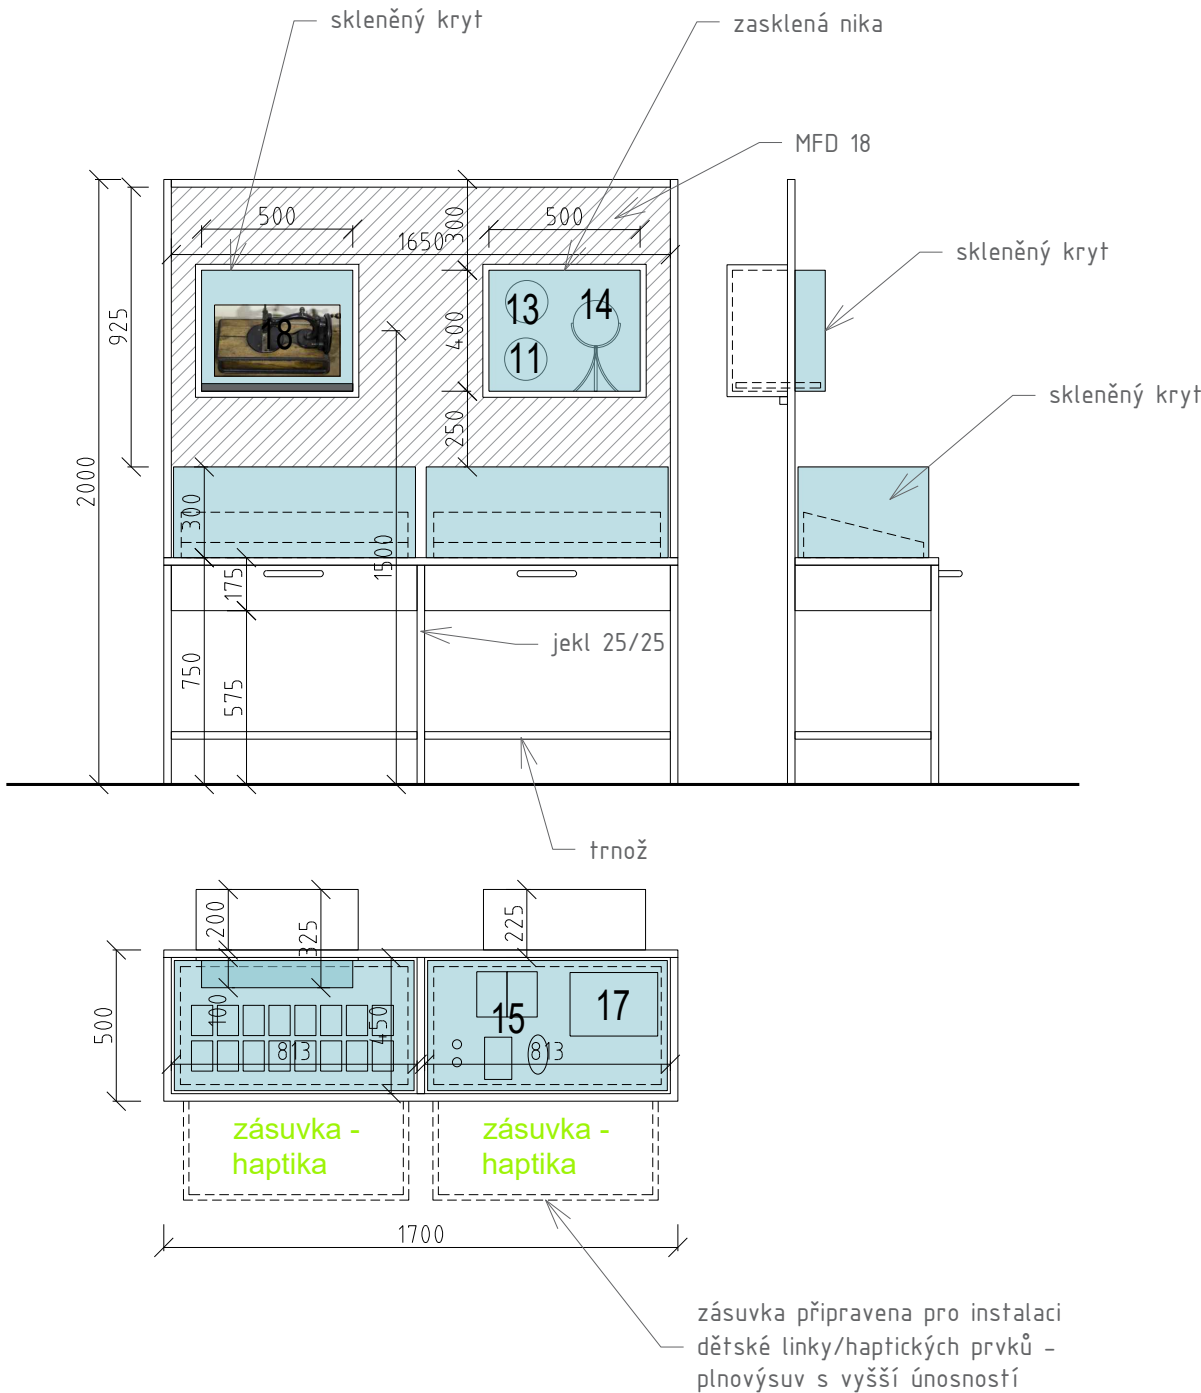 skleněný kryt
zasklená nika
MFD 18
500
300
500
1650
skleněný kryt
13
14
18
11
925
400
skleněný kryt
250
2000
300
1500
175
jekl 25/25
750
575
trnož
200
325
225
100
15
17
500
450
813
813
zásuvka -
haptika
zásuvka -
haptika
1700
zásuvka připravena pro instalaci
dětské linky/haptických prvků -
plnovýsuv s vyšší únosností